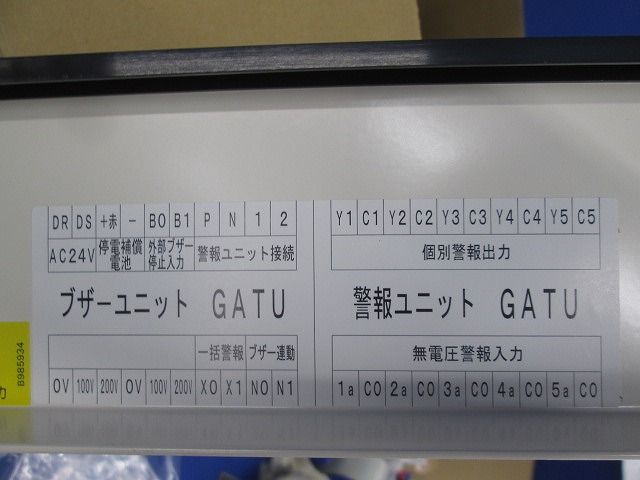 DR DS +赤 - B0 B1 P N 1 2
AC24V 停電補償電池 外部ブザー停止入力 警報ユニット接続
ブザーユニット GATU
一括警報 ブザー連動
0V 100V 200V 0V 100V 200V X0 X1 N0 N1
Y1 C1 Y2 C2 Y3 C3 Y4 C4 Y5 C5
個別警報出力
警報ユニット GATU
無電圧警報入力
1a C0 2a C0 3a C0 4a C0 5a C0
B985934